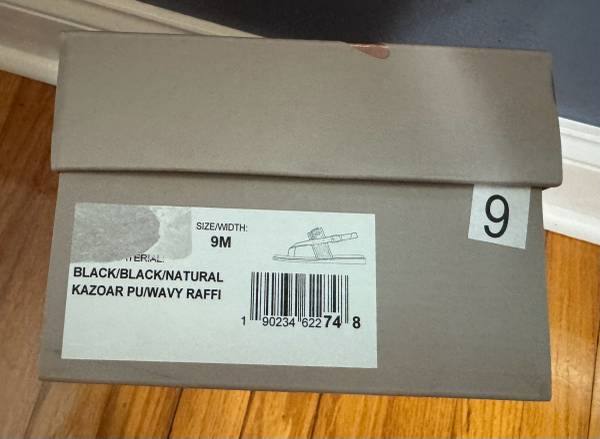 SIZE/WIDTH:
9M
9
TERIAL:
BLACK/BLACK/NATURAL
KAZOAR PU/WAVY RAFFI
1 90234 62274 8